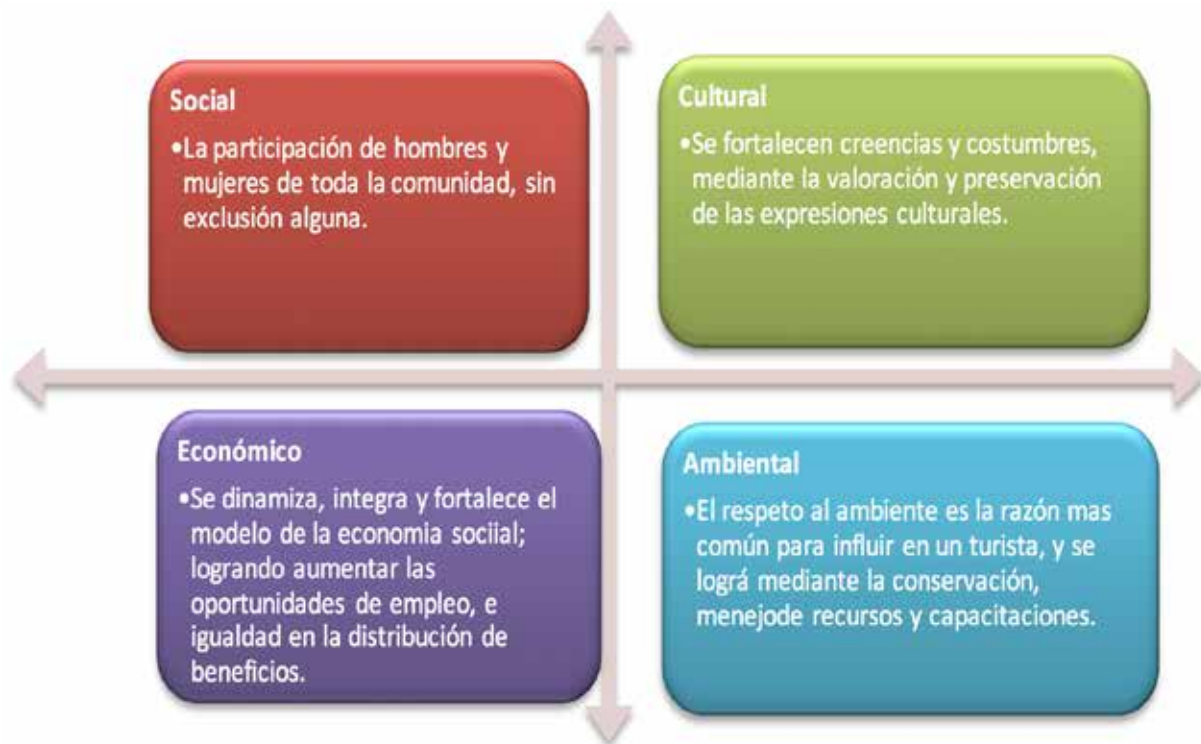 Social
•La participación de hombres y
mujeres de toda la comunidad, sin
exclusión alguna.
Cultural
•Se fortalecen creencias y costumbres,
mediante la valoración y preservación
de las expresiones culturales.
Económico
•Se dinamiza, integra y fortalece el
modelo de la economia sociial;
logrando aumentar las
oportunidades de empleo, e
igualdad en la distribución de
beneficios.
Ambiental
•El respeto al ambiente es la razón mas
común para influir en un turista, y se
lográ mediante la conservación,
menejode recursos y capacitaciones.